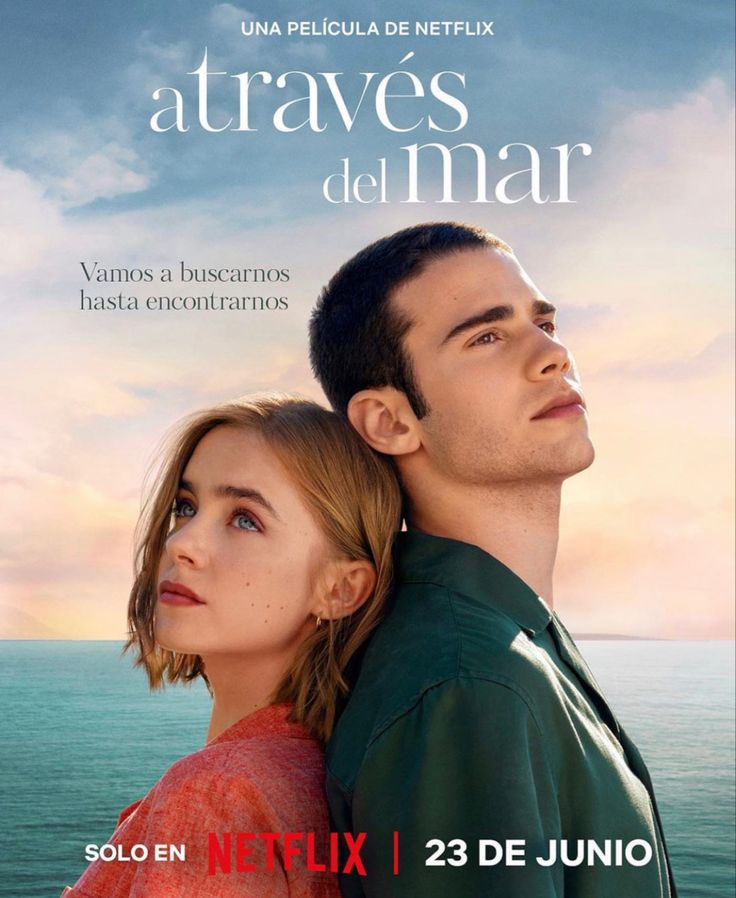 UNA PELÍCULA DE NETFLIX
a través
del mar
Vamos a buscarnos
hasta encontrarnos
SOLO EN NETFLIX | 23 DE JUNIO